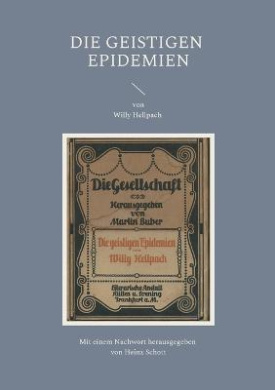 DIE GEISTIGEN
EPIDEMIEN
von
Willy Hellpach
Die Gesellschaft
Herausgegeben
von
Martin Buber
Die geistigen Epidemien
von
Willy Hellpach
Literarische Anstalt
Rütten u. Loening
Frankfurt a. M.
Mit einem Nachwort herausgegeben
von Heinz Schott